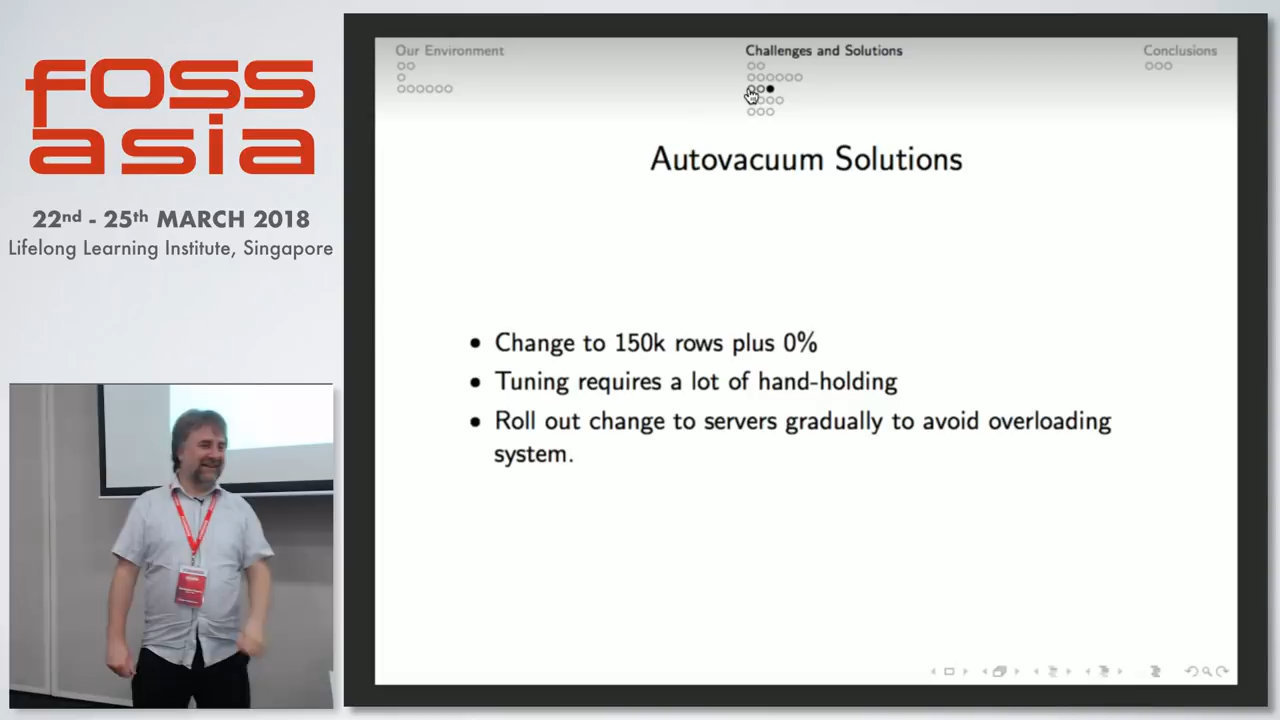 foss
asia
22nd - 25th MARCH 2018
Lifelong Learning Institute, Singapore
Our Environment
Challenges and Solutions
Conclusions
Autovacuum Solutions
• Change to 150k rows plus 0%
• Tuning requires a lot of hand-holding
• Roll out change to servers gradually to avoid overloading
system.